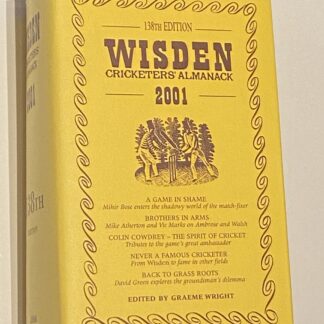 138TH EDITION
WISDEN
CRICKETERS' ALMANACK
2001
A GAME IN SHAME
Mihir Bose enters the shadowy world of the match-fixer
BROTHERS IN ARMS
Mike Atherton and Vic Marks on Ambrose and Walsh
COLIN COWDREY – THE SPIRIT OF CRICKET
Tributes to the game's great ambassador
NEVER A FAMOUS CRICKETER
From Wisden to fame in other fields
BACK TO GRASS ROOTS
David Green explores the groundsman's dilemma
EDITED BY GRAEME WRIGHT